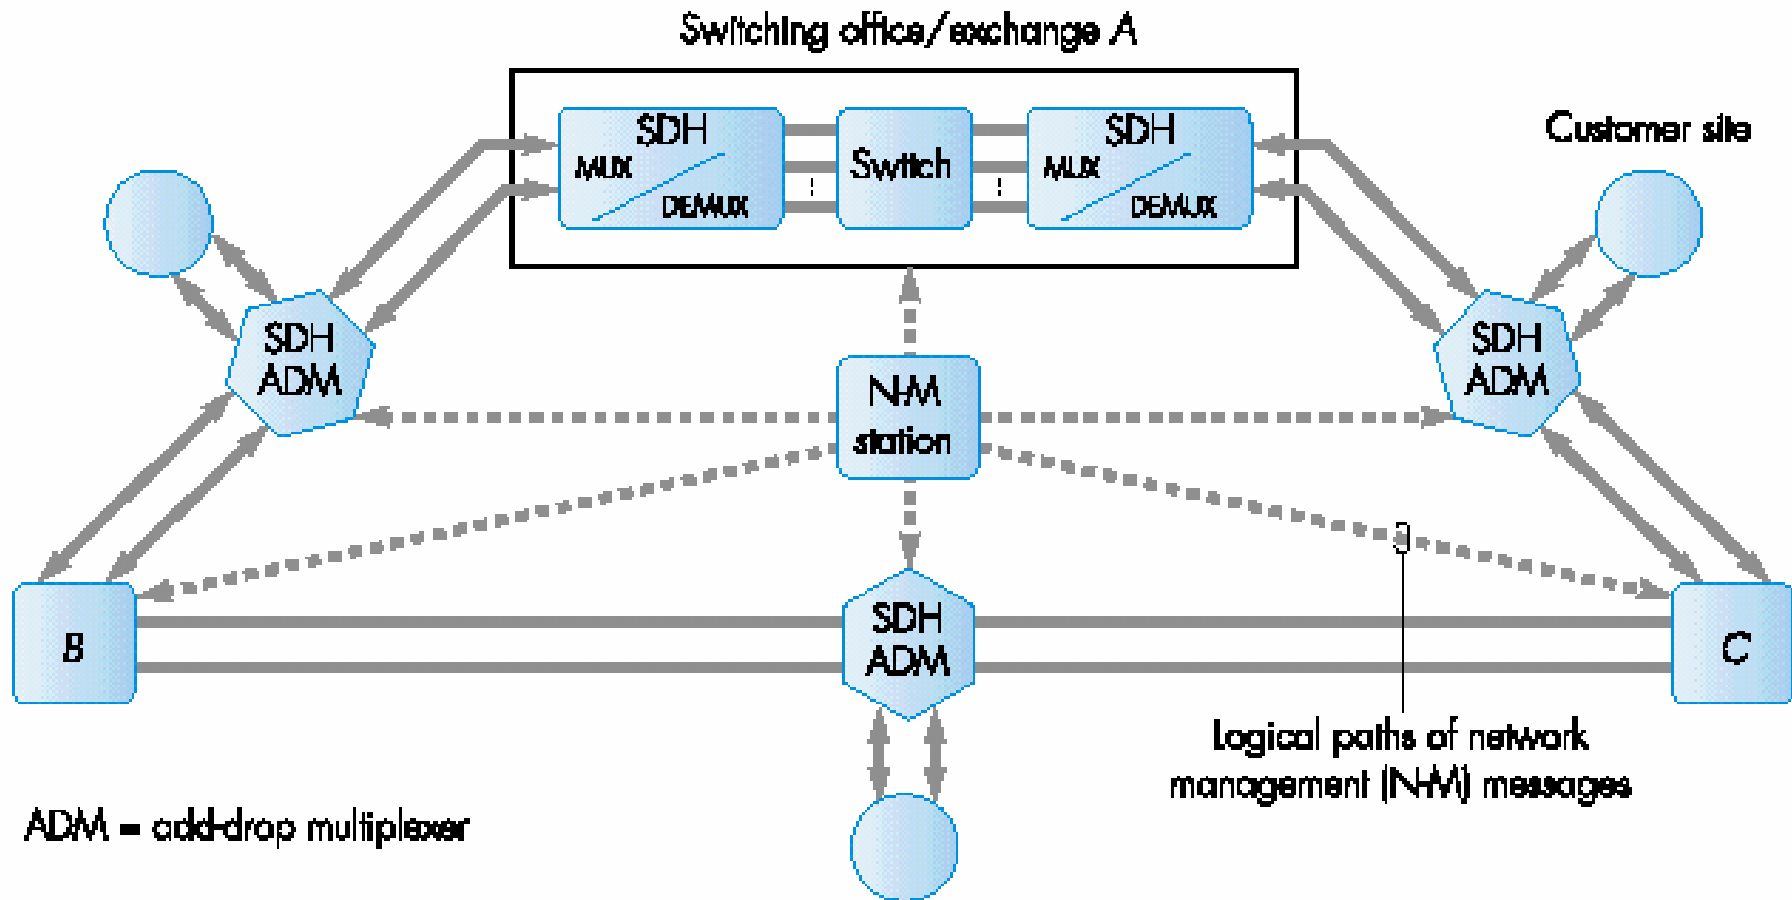 Switching office/exchange A
SDH
MUX
DEMUX
Switch
SDH
MUX
DEMUX
Customer site
SDH
ADM
N-M
station
SDH
ADM
B
SDH
ADM
C
Logical paths of network
management (N-M) messages
ADM = add-drop multiplexer